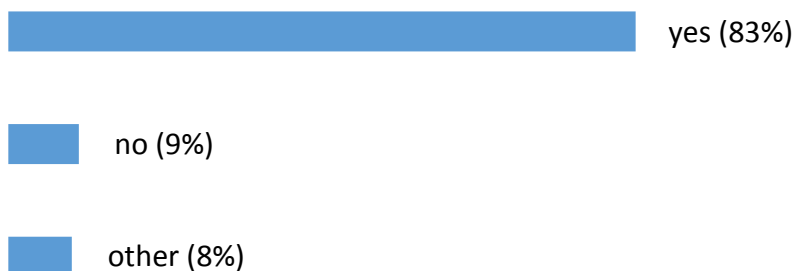 yes (83%)
no (9%)
other (8%)